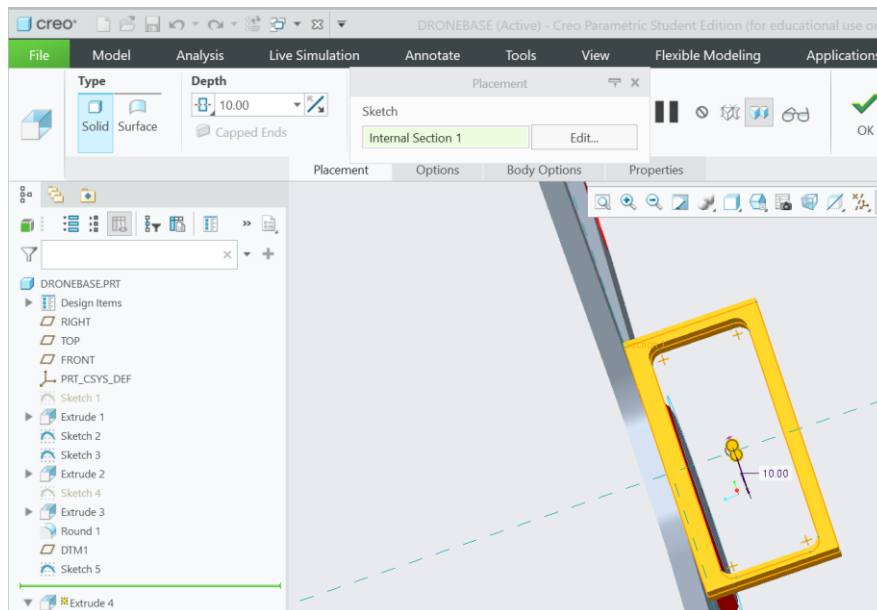 creo®
DRONEBASE (Active) - Creo Parametric Student Edition (for educational use or
File Model Analysis Live Simulation Annotate Tools View Flexible Modeling Applications
Type Depth Placement
10.00 Sketch
Solid Surface Capped Ends Internal Section 1 Edit... OK
Placement Options Body Options Properties
DRONEBASE.PRT
Design Items
RIGHT
TOP
FRONT
PRT_CSYS_DEF
Sketch 1
Extrude 1
Sketch 2
Sketch 3
Extrude 2
10.00
Sketch 4
Extrude 3
Round 1
DTM1
Sketch 5
Extrude 4